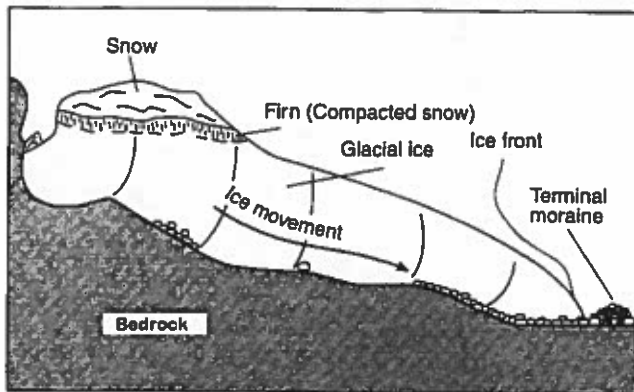 Snow
Firn (Compacted snow)
Glacial ice
Ice front
Terminal
moraine
Ice movement
Bedrock